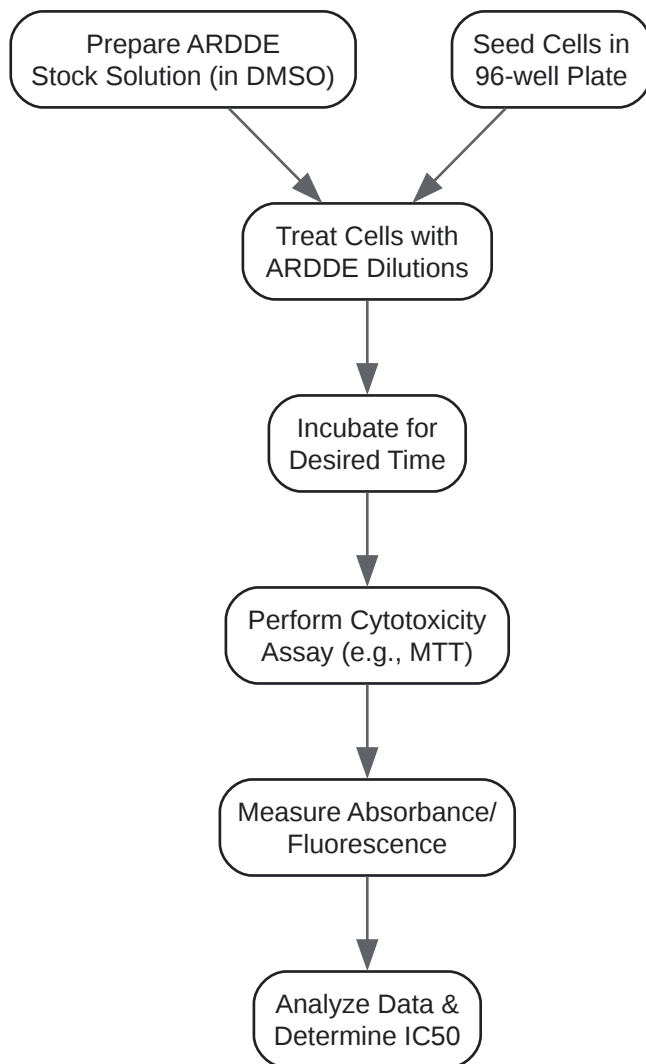 Prepare ARDDE
Stock Solution (in DMSO)
Seed Cells in
96-well Plate
Treat Cells with
ARDDE Dilutions
Incubate for
Desired Time
Perform Cytotoxicity
Assay (e.g., MTT)
Measure Absorbance/
Fluorescence
Analyze Data &
Determine IC50